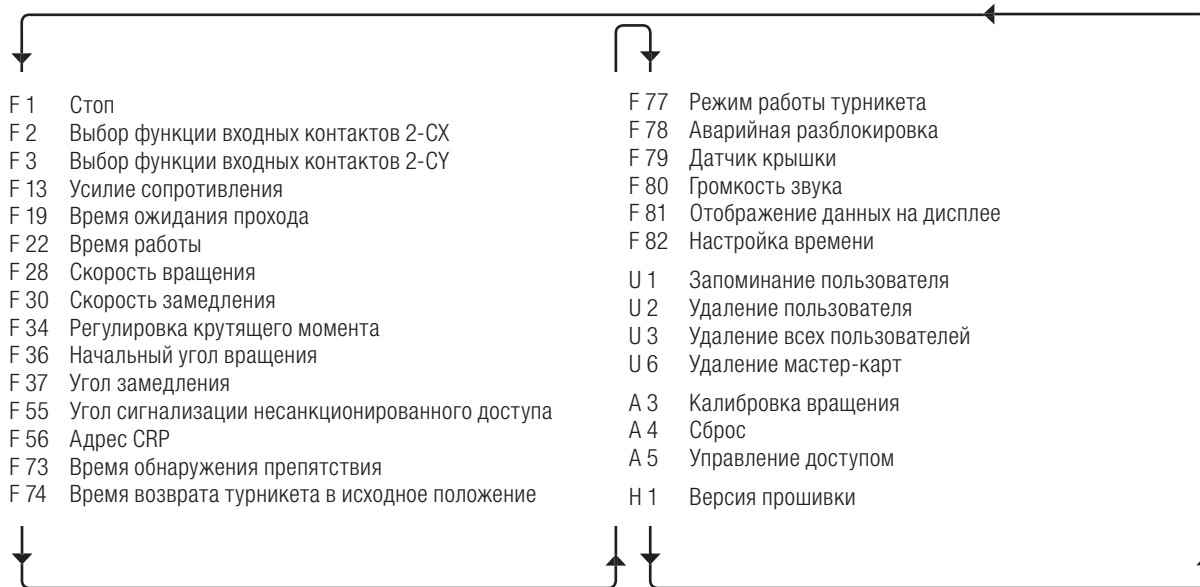 F 1 Стоп
F 2 Выбор функции входных контактов 2-CX
F 3 Выбор функции входных контактов 2-CY
F 13 Усилие сопротивления
F 19 Время ожидания прохода
F 22 Время работы
F 28 Скорость вращения
F 30 Скорость замедления
F 34 Регулировка крутящего момента
F 36 Начальный угол вращения
F 37 Угол замедления
F 55 Угол сигнализации несанкционированного доступа
F 56 Адрес CRP
F 73 Время обнаружения препятствия
F 74 Время возврата турникета в исходное положение
F 77 Режим работы турникета
F 78 Аварийная разблокировка
F 79 Датчик крышки
F 80 Громкость звука
F 81 Отображение данных на дисплее
F 82 Настройка времени
U 1 Запоминание пользователя
U 2 Удаление пользователя
U 3 Удаление всех пользователей
U 6 Удаление мастер-карт
A 3 Калибровка вращения
A 4 Сброс
A 5 Управление доступом
H 1 Версия прошивки